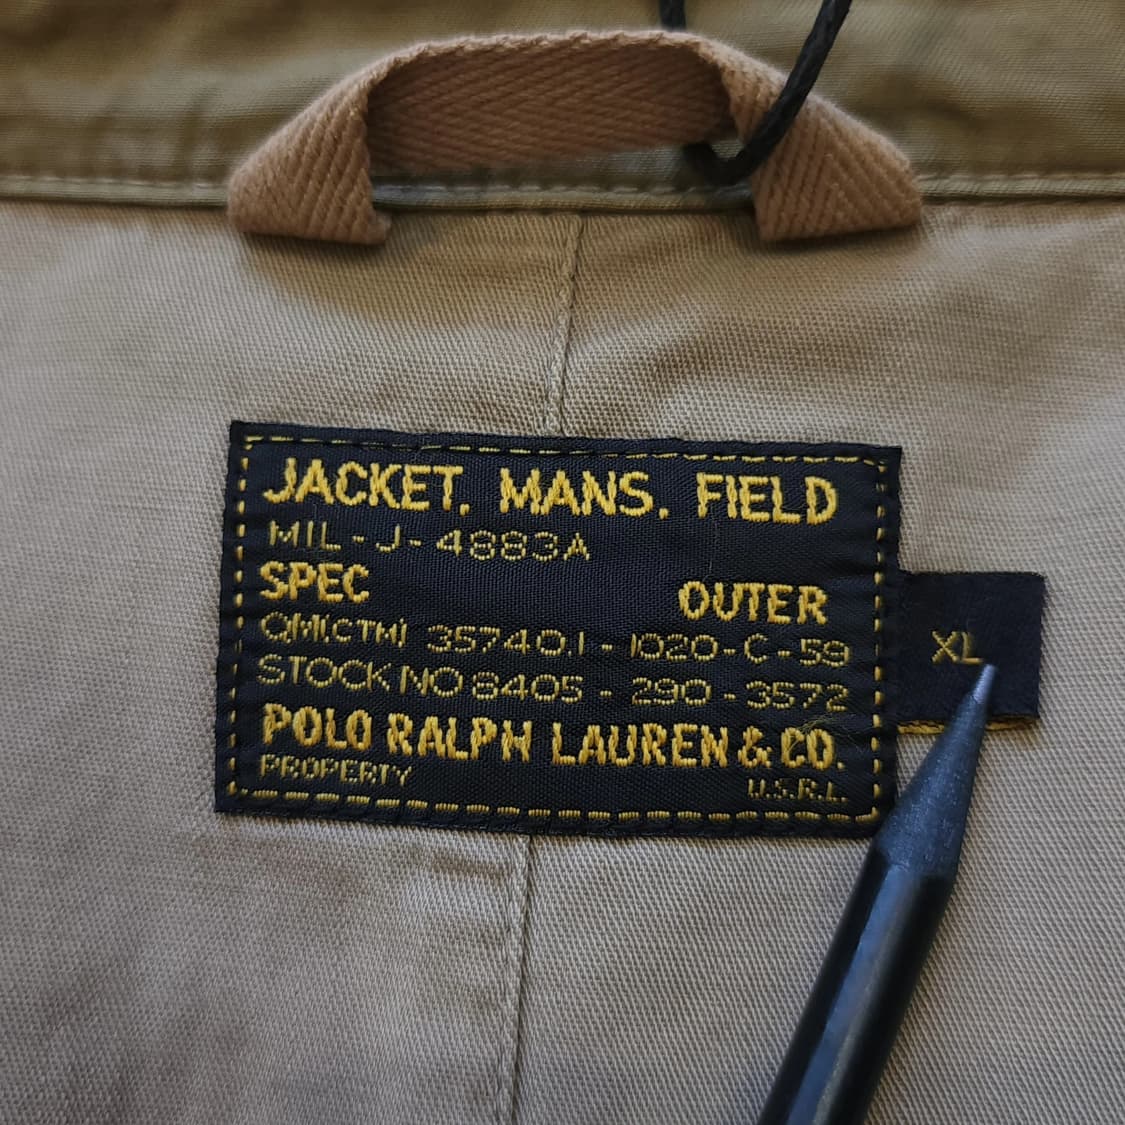 JACKET, MANS, FIELD
MIL-J-4883A
SPEC OUTER
QM(CTM) 35740.1-1020-C-59
STOCK NO 8405-290-3572
POLO RALPH LAUREN & CO.
PROPERTY U.S.R.L.
XL